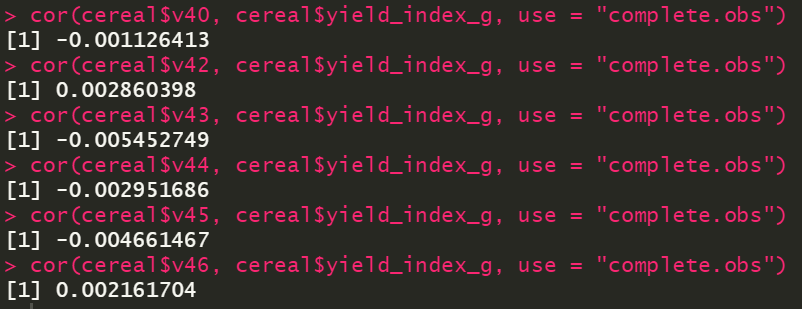 > cor(cereal$v40, cereal$yield_index_g, use = "complete.obs")
[1] -0.001126413
> cor(cereal$v42, cereal$yield_index_g, use = "complete.obs")
[1] 0.002860398
> cor(cereal$v43, cereal$yield_index_g, use = "complete.obs")
[1] -0.005452749
> cor(cereal$v44, cereal$yield_index_g, use = "complete.obs")
[1] -0.002951686
> cor(cereal$v45, cereal$yield_index_g, use = "complete.obs")
[1] -0.004661467
> cor(cereal$v46, cereal$yield_index_g, use = "complete.obs")
[1] 0.002161704